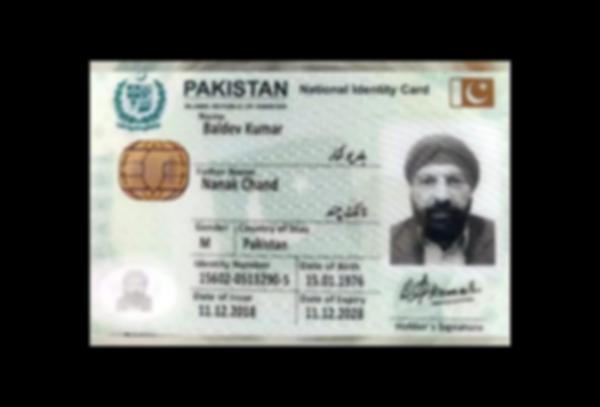 PAKISTAN National Identity Card
ISLAMIC REPUBLIC OF PAKISTAN
Name
Baldev Kumar
Father Name
Nanak Chand
Gender Country of Stay
M Pakistan
Identity Number Date of Birth
15602-0513290-5 15.01.1976
Date of Issue Date of Expiry
11.12.2018 11.12.2028
Holder's Signature